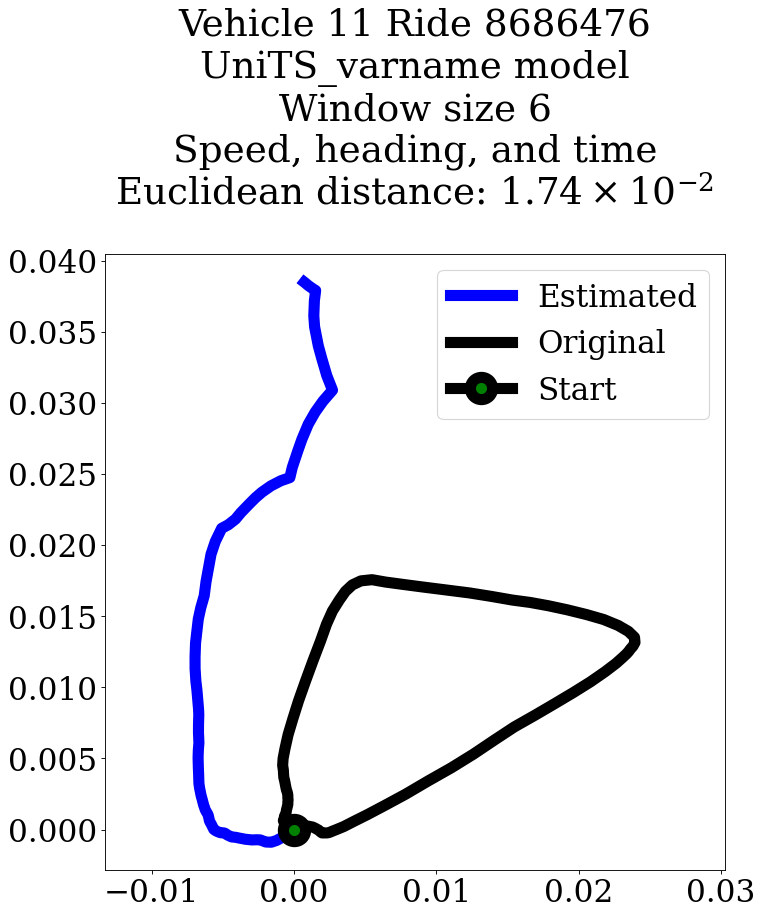 Vehicle 11 Ride 8686476
UniTS_varname model
Window size 6
Speed, heading, and time
Euclidean distance: 1.74 × 10⁻²
0.040
0.035
0.030
0.025
0.020
0.015
0.010
0.005
0.000
−0.01
0.00
0.01
0.02
0.03
Estimated
Original
Start